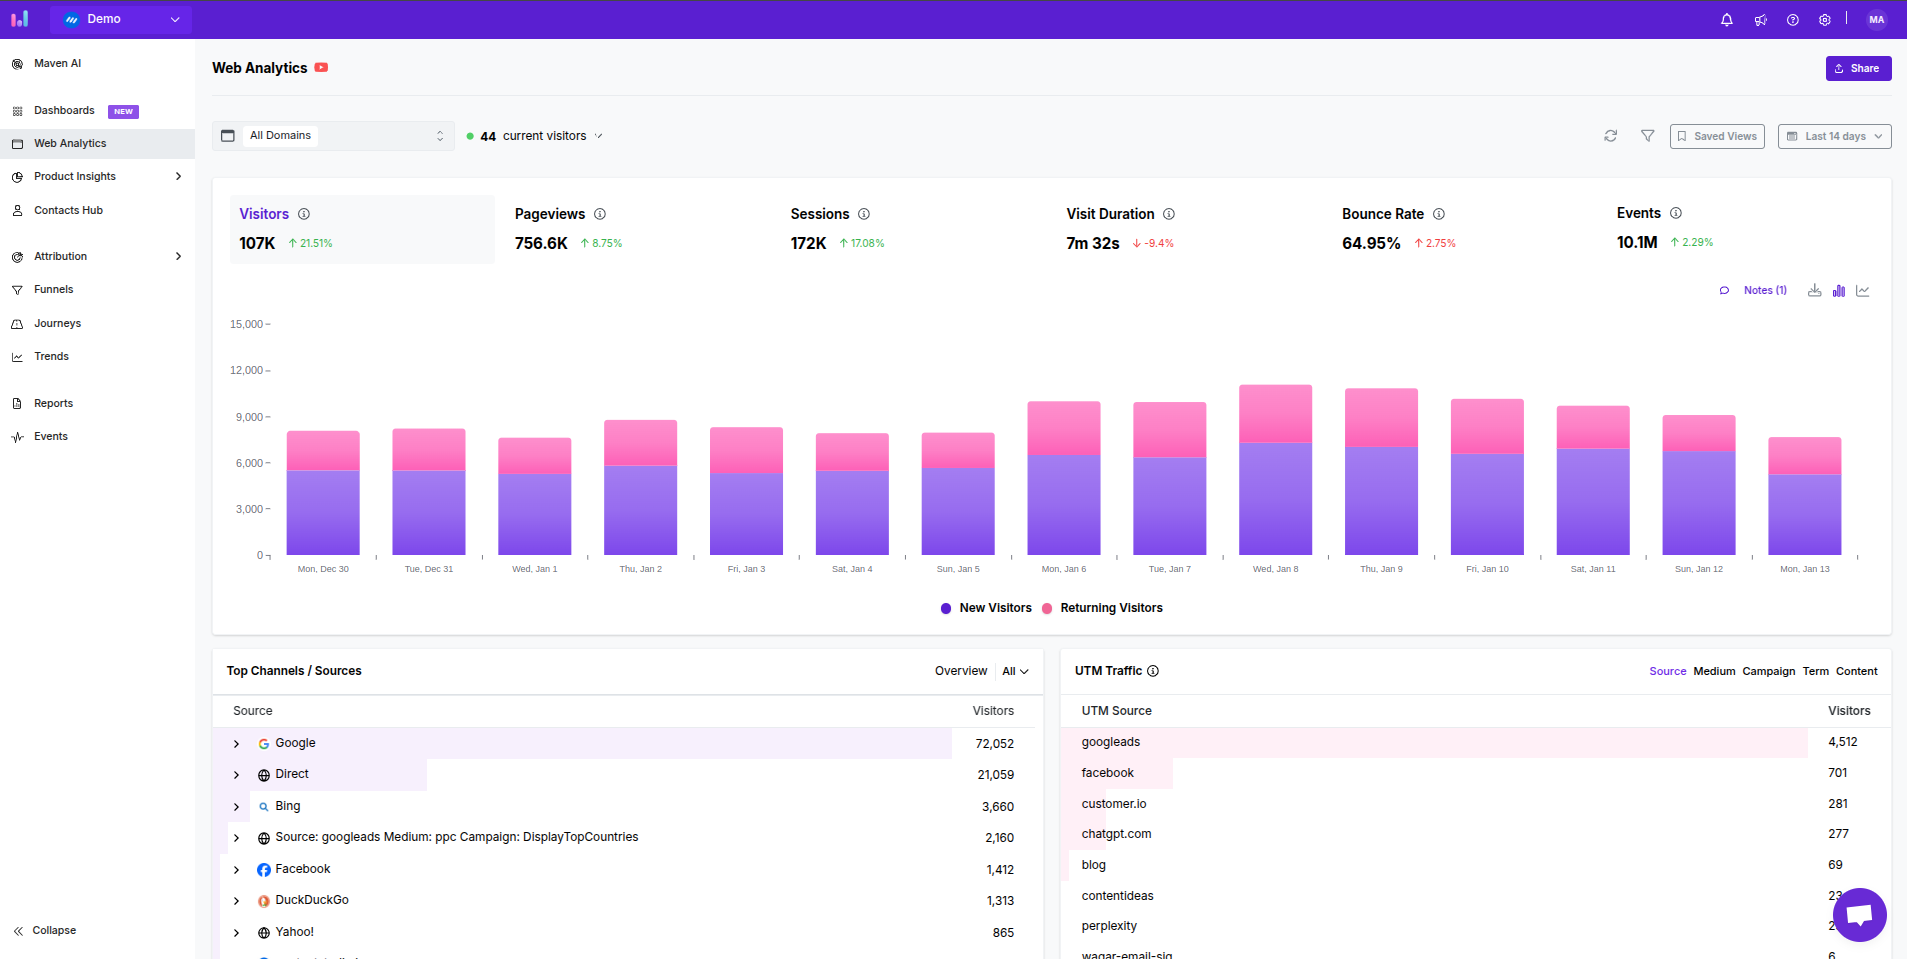 Demo
MA
Maven AI
Dashboards NEW
Web Analytics
Product Insights
Contacts Hub
Attribution
Funnels
Journeys
Trends
Reports
Events
Collapse
Web Analytics
Share
All Domains
44 current visitors
Saved Views
Last 14 days
Visitors
107K 21.51%
Pageviews
756.6K 8.75%
Sessions
172K 17.08%
Visit Duration
7m 32s -9.4%
Bounce Rate
64.95% 2.75%
Events
10.1M 2.29%
Notes (1)
15,000
12,000
9,000
6,000
3,000
0
Mon, Dec 30 Tue, Dec 31 Wed, Jan 1 Thu, Jan 2 Fri, Jan 3 Sat, Jan 4 Sun, Jan 5 Mon, Jan 6 Tue, Jan 7 Wed, Jan 8 Thu, Jan 9 Fri, Jan 10 Sat, Jan 11 Sun, Jan 12 Mon, Jan 13
New Visitors Returning Visitors
Top Channels / Sources Overview All
Source Visitors
Google 72,052
Direct 21,059
Bing 3,660
Source: googleads Medium: ppc Campaign: DisplayTopCountries 2,160
Facebook 1,412
DuckDuckGo 1,313
Yahoo! 865
UTM Traffic Source Medium Campaign Term Content
UTM Source Visitors
googleads 4,512
facebook 701
customer.io 281
chatgpt.com 277
blog 69
contentideas
perplexity
6